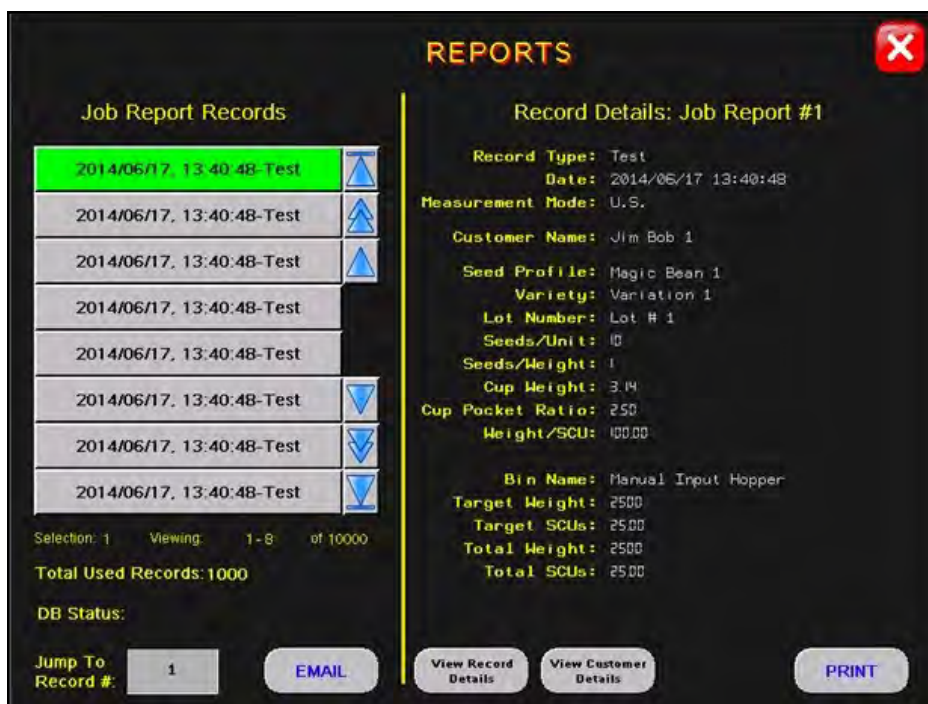 REPORTS
Job Report Records
2014/06/17, 13:40:48-Test
2014/06/17, 13:40:48-Test
2014/06/17, 13:40:48-Test
2014/06/17, 13:40:48-Test
2014/06/17, 13:40:48-Test
2014/06/17, 13:40:48-Test
2014/06/17, 13:40:48-Test
2014/06/17, 13:40:48-Test
Selection: 1 Viewing: 1 - 8 of 10000
Total Used Records: 1000
DB Status:
Jump To
Record #: 1
EMAIL
Record Details: Job Report #1
Record Type: Test
Date: 2014/06/17 13:40:48
Measurement Mode: U.S.
Customer Name: Jim Bob 1
Seed Profile: Magic Bean 1
Variety: Variation 1
Lot Number: Lot # 1
Seeds/Unit: 10
Seeds/Weight: 1
Cup Weight: 3.14
Cup Pocket Ratio: 250
Weight/SCU: 100.00
Bin Name: Manual Input Hopper
Target Weight: 2500
Target SCUs: 25.00
Total Weight: 2500
Total SCUs: 25.00
View Record
Details
View Customer
Details
PRINT